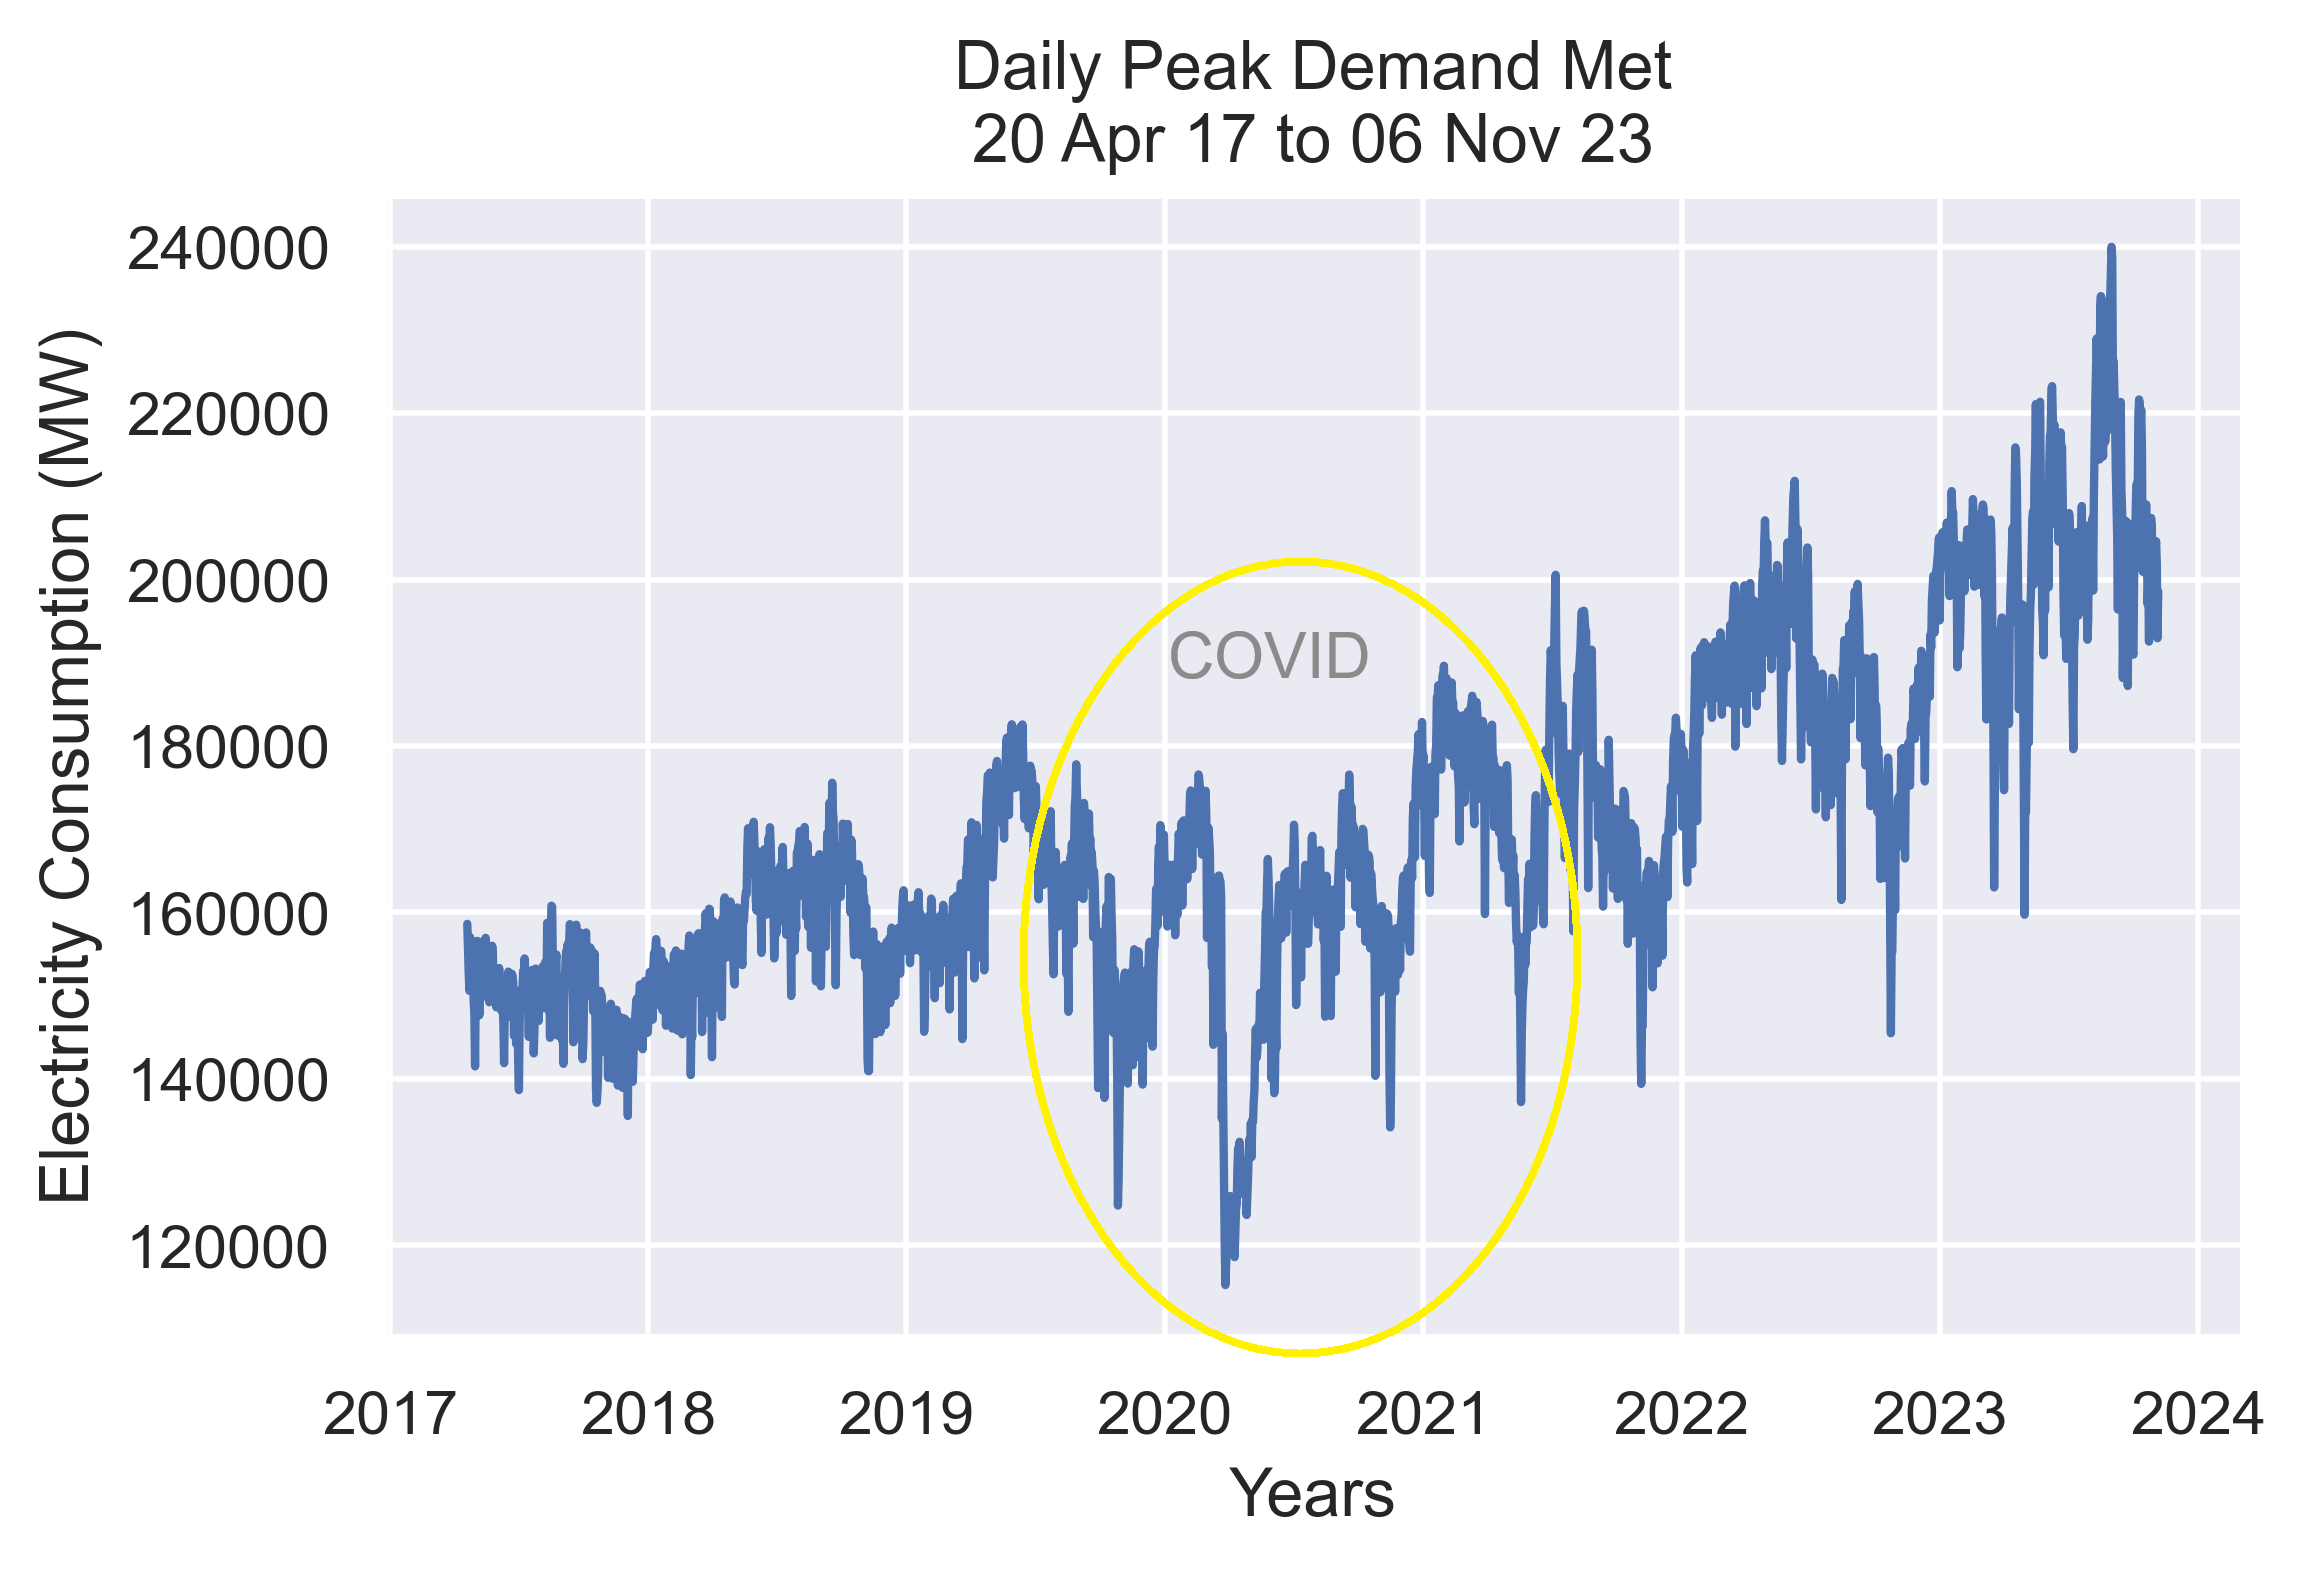 Daily Peak Demand Met
20 Apr 17 to 06 Nov 23
Electricity Consumption (MW)
240000
220000
200000
180000
160000
140000
120000
COVID
2017 2018 2019 2020 2021 2022 2023 2024
Years